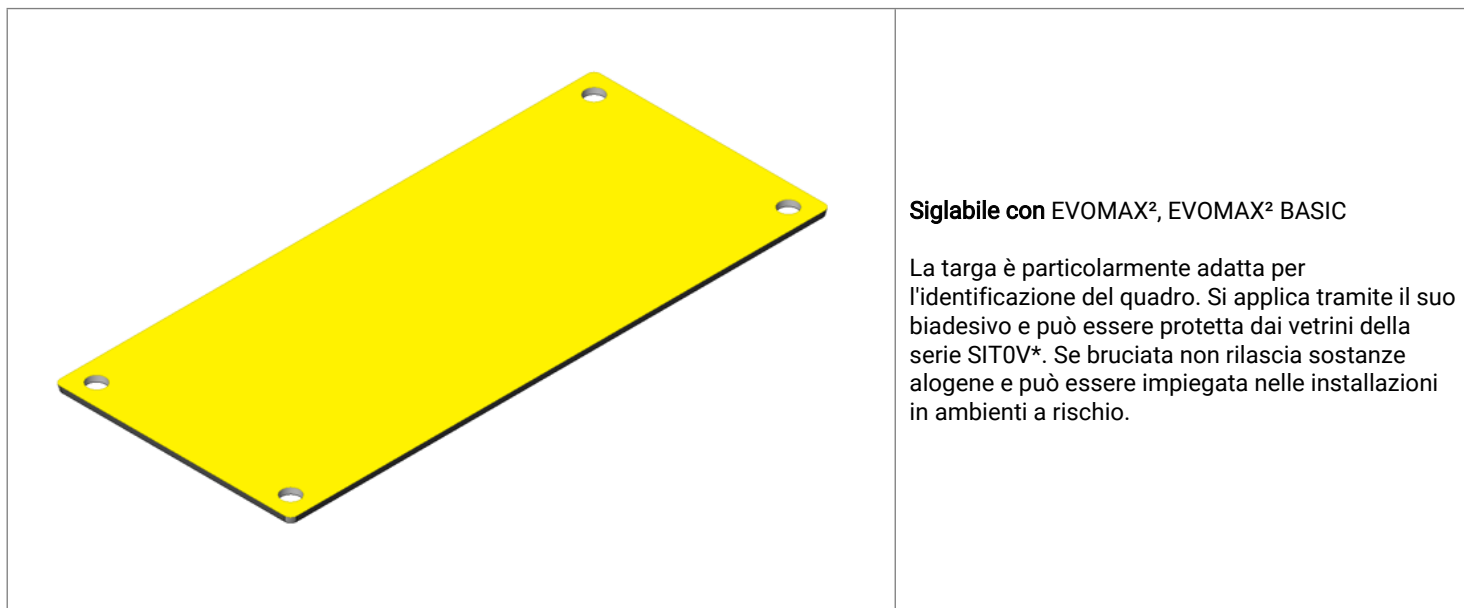 Siglabile con EVOMAX², EVOMAX² BASIC
La targa è particolarmente adatta per
l'identificazione del quadro. Si applica tramite il suo
biadesivo e può essere protetta dai vetrini della
serie SIT0V*. Se bruciata non rilascia sostanze
alogene e può essere impiegata nelle installazioni
in ambienti a rischio.